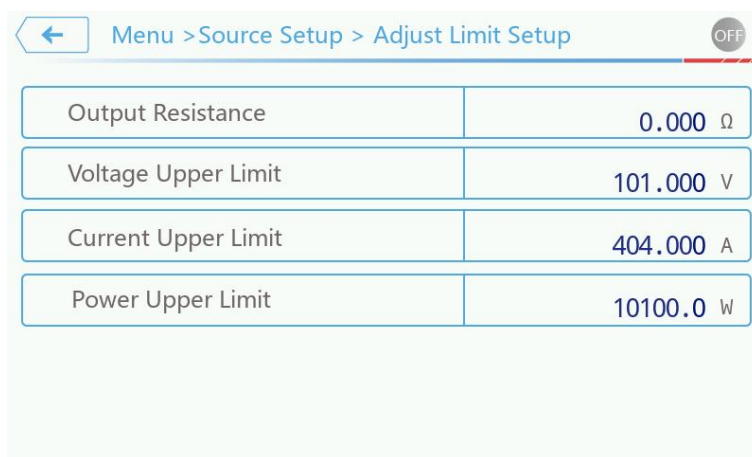 ← Menu >Source Setup > Adjust Limit Setup OFF
Output Resistance 0.000 Ω
Voltage Upper Limit 101.000 V
Current Upper Limit 404.000 A
Power Upper Limit 10100.0 W